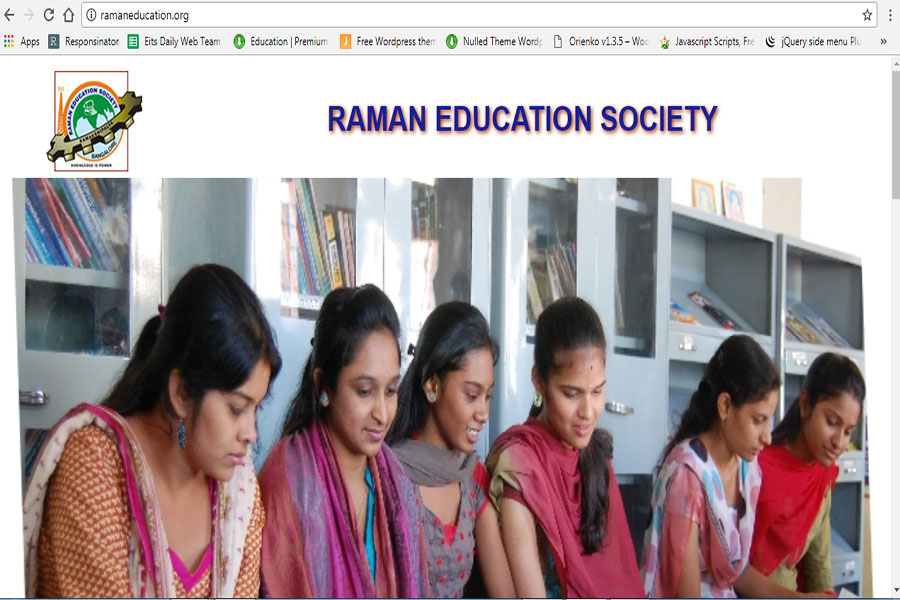 ramaneducation.org
Apps Responsinator Eits Daily Web Team Education | Premium Free Wordpress them Nulled Theme Wordp Orienko v1.3.5 – Woo Javascript Scripts, Fre jQuery side menu Plu »
RAMAN EDUCATION SOCIETY
BANGALORE
KNOWLEDGE IS POWER
RAMAN EDUCATION SOCIETY